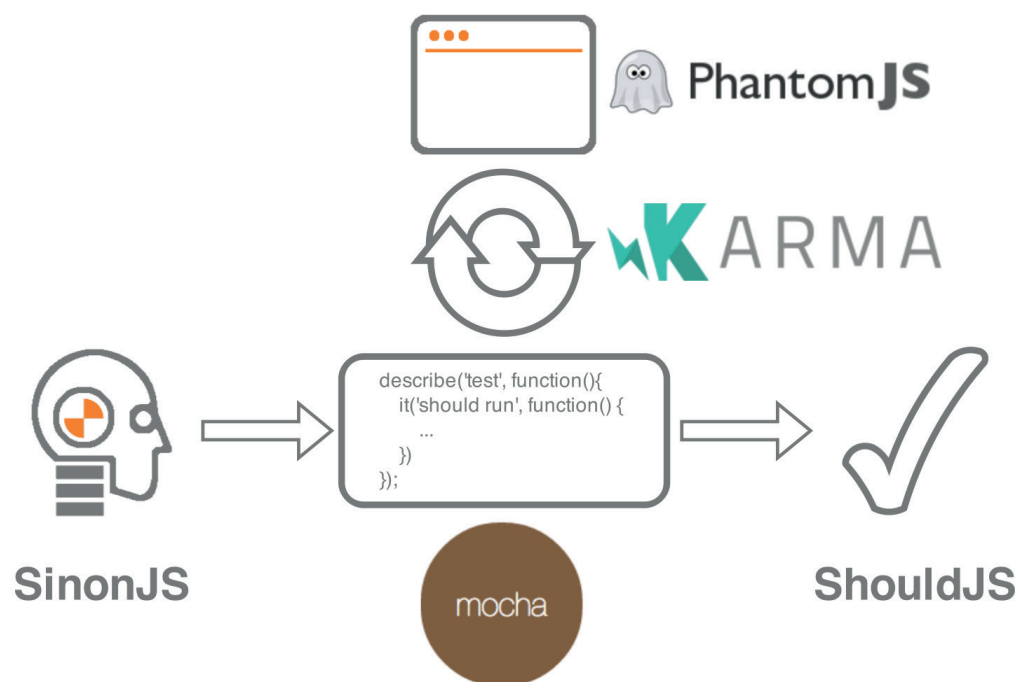 PhantomJS
KARMA
describe('test', function(){
it('should run', function() {
...
})
});
SinonJS
mocha
ShouldJS